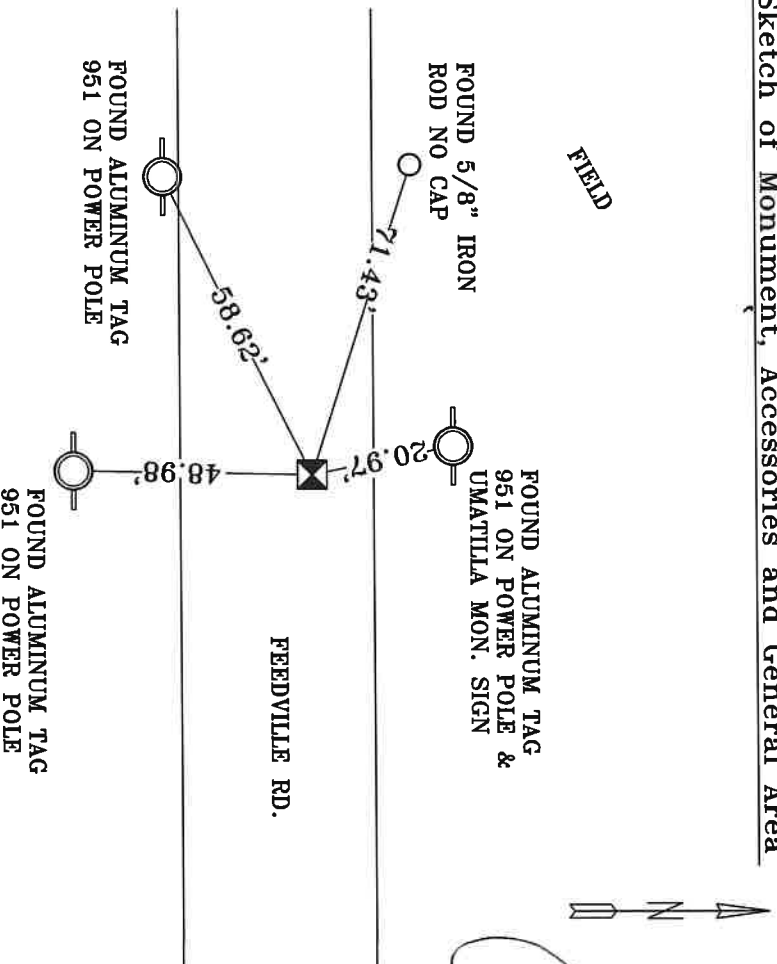 Sketch of Monument, Accessories and General Area
FIELD
FOUND 5/8" IRON
ROD NO CAP
71.43'
20.97'
FOUND ALUMINUM TAG
951 ON POWER POLE &
UMATILLA MON. SIGN
N
58.62'
FEEDVILLE RD.
48.98'
FOUND ALUMINUM TAG
951 ON POWER POLE
FOUND ALUMINUM TAG
951 ON POWER POLE